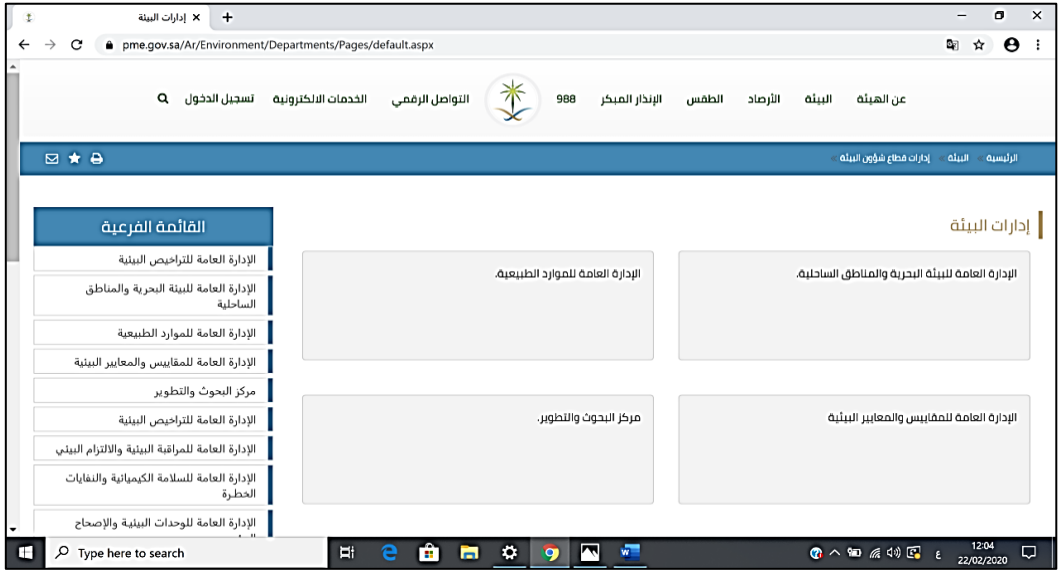 إدارات البيئة
pme.gov.sa/Ar/Environment/Departments/Pages/default.aspx
عن الهيئة البيئة الأرصاد الطقس الإنذار المبكر 988 التواصل الرقمي الخدمات الالكترونية تسجيل الدخول
الرئيسية البيئة إدارات قطاع شؤون البيئة
إدارات البيئة
الإدارة العامة للبيئة البحرية والمناطق الساحلية.
الإدارة العامة للموارد الطبيعية.
الإدارة العامة للمقاييس والمعايير البيئية
مركز البحوث والتطوير.
القائمة الفرعية
الإدارة العامة للتراخيص البيئية
الإدارة العامة للبيئة البحرية والمناطق
الساحلية
الإدارة العامة للموارد الطبيعية
الإدارة العامة للمقاييس والمعايير البيئية
مركز البحوث والتطوير
الإدارة العامة للتراخيص البيئية
الإدارة العامة للمراقبة البيئية والالتزام البيئي
الإدارة العامة للسلامة الكيميائية والنفايات
الخطرة
الإدارة العامة للوحدات البيئية والإصحاح
Type here to search
ع
12:04
22/02/2020